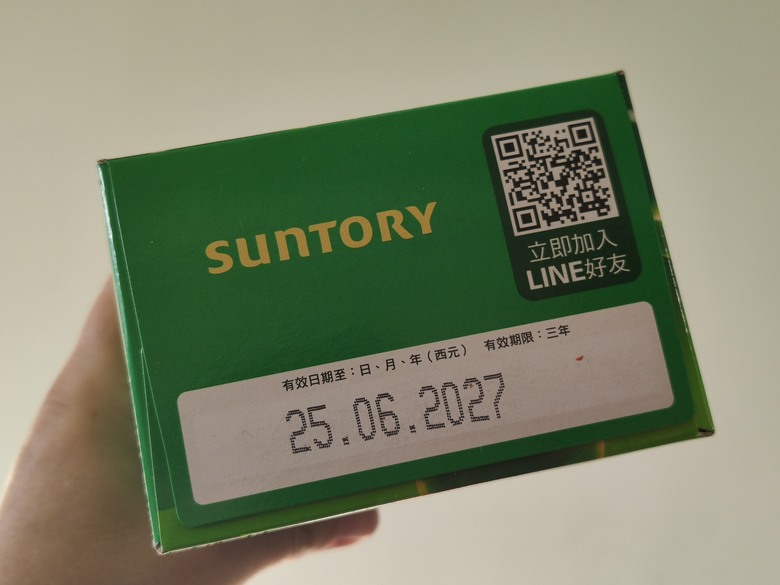 SUNTORY
立即加入
LINE好友
有效日期至：日、月、年（西元） 有效期限：三年
25.06.2027